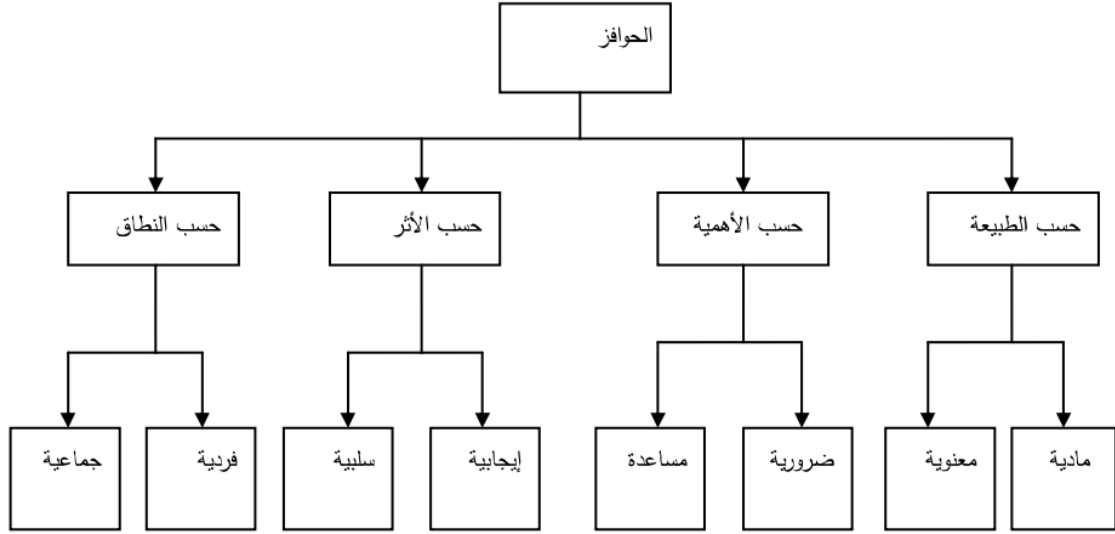 الحوافز
حسب الطبيعة
حسب الأهمية
حسب الأثر
حسب النطاق
مادية
معنوية
ضرورية
مساعدة
إيجابية
سلبية
فردية
جماعية